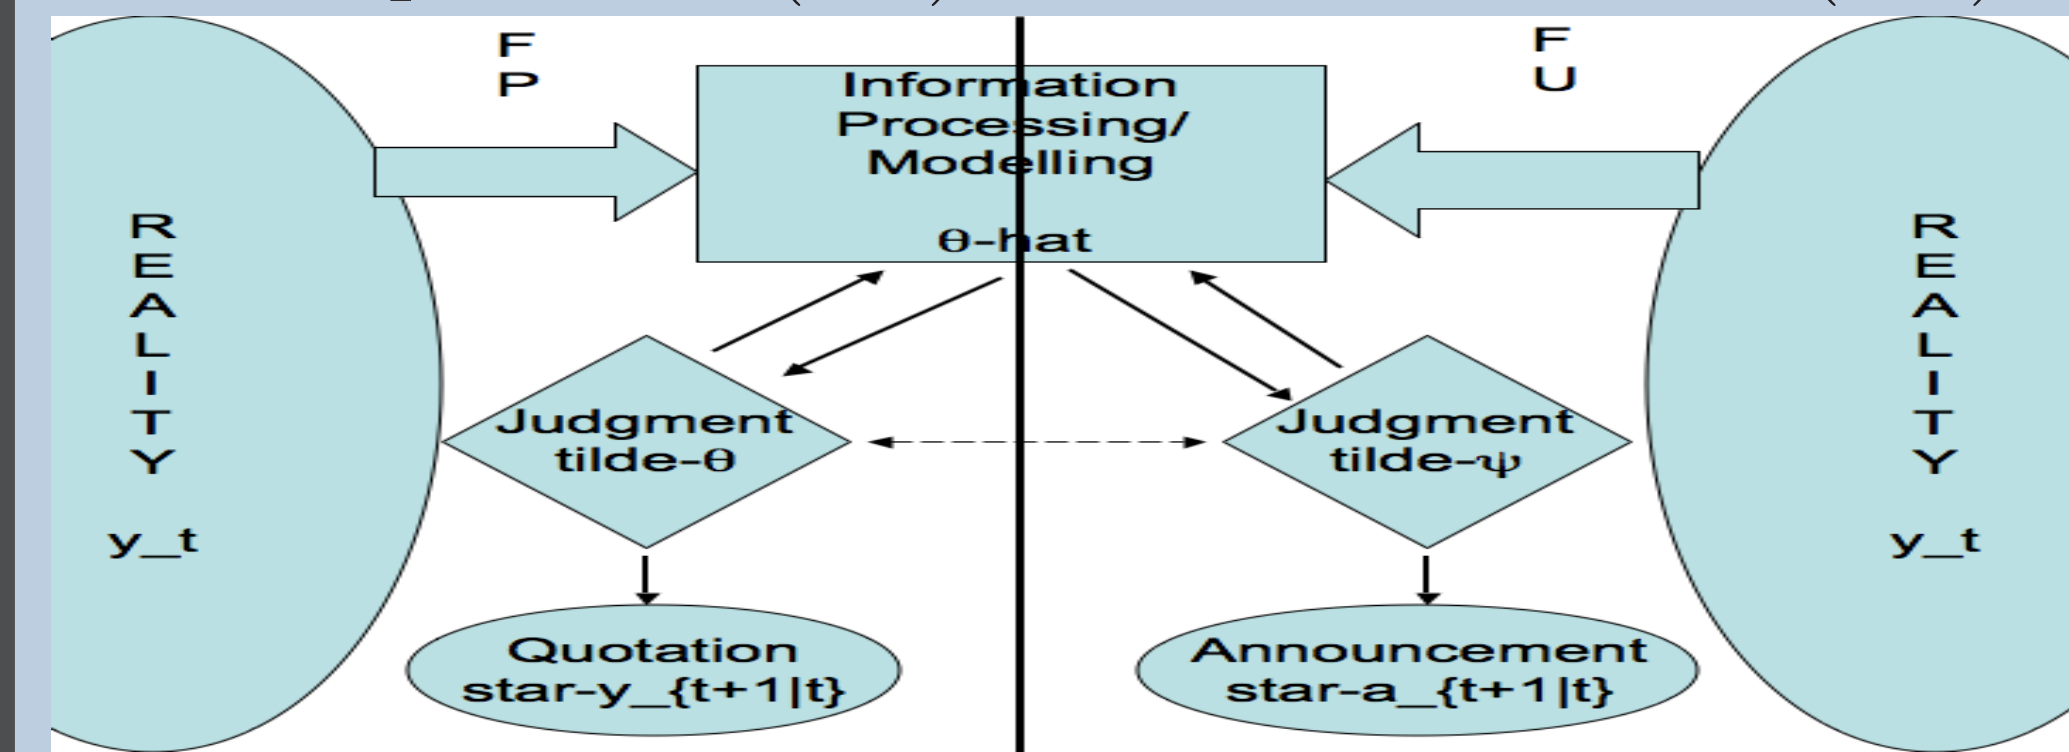 F
P
F
U
Information
Processing/
Modelling
θ-hat
R
E
A
L
I
T
Y
y_t
R
E
A
L
I
T
Y
y_t
Judgment
tilde-θ
Judgment
tilde-ψ
Quotation
star-y_{t+1|t}
Announcement
star-a_{t+1|t}